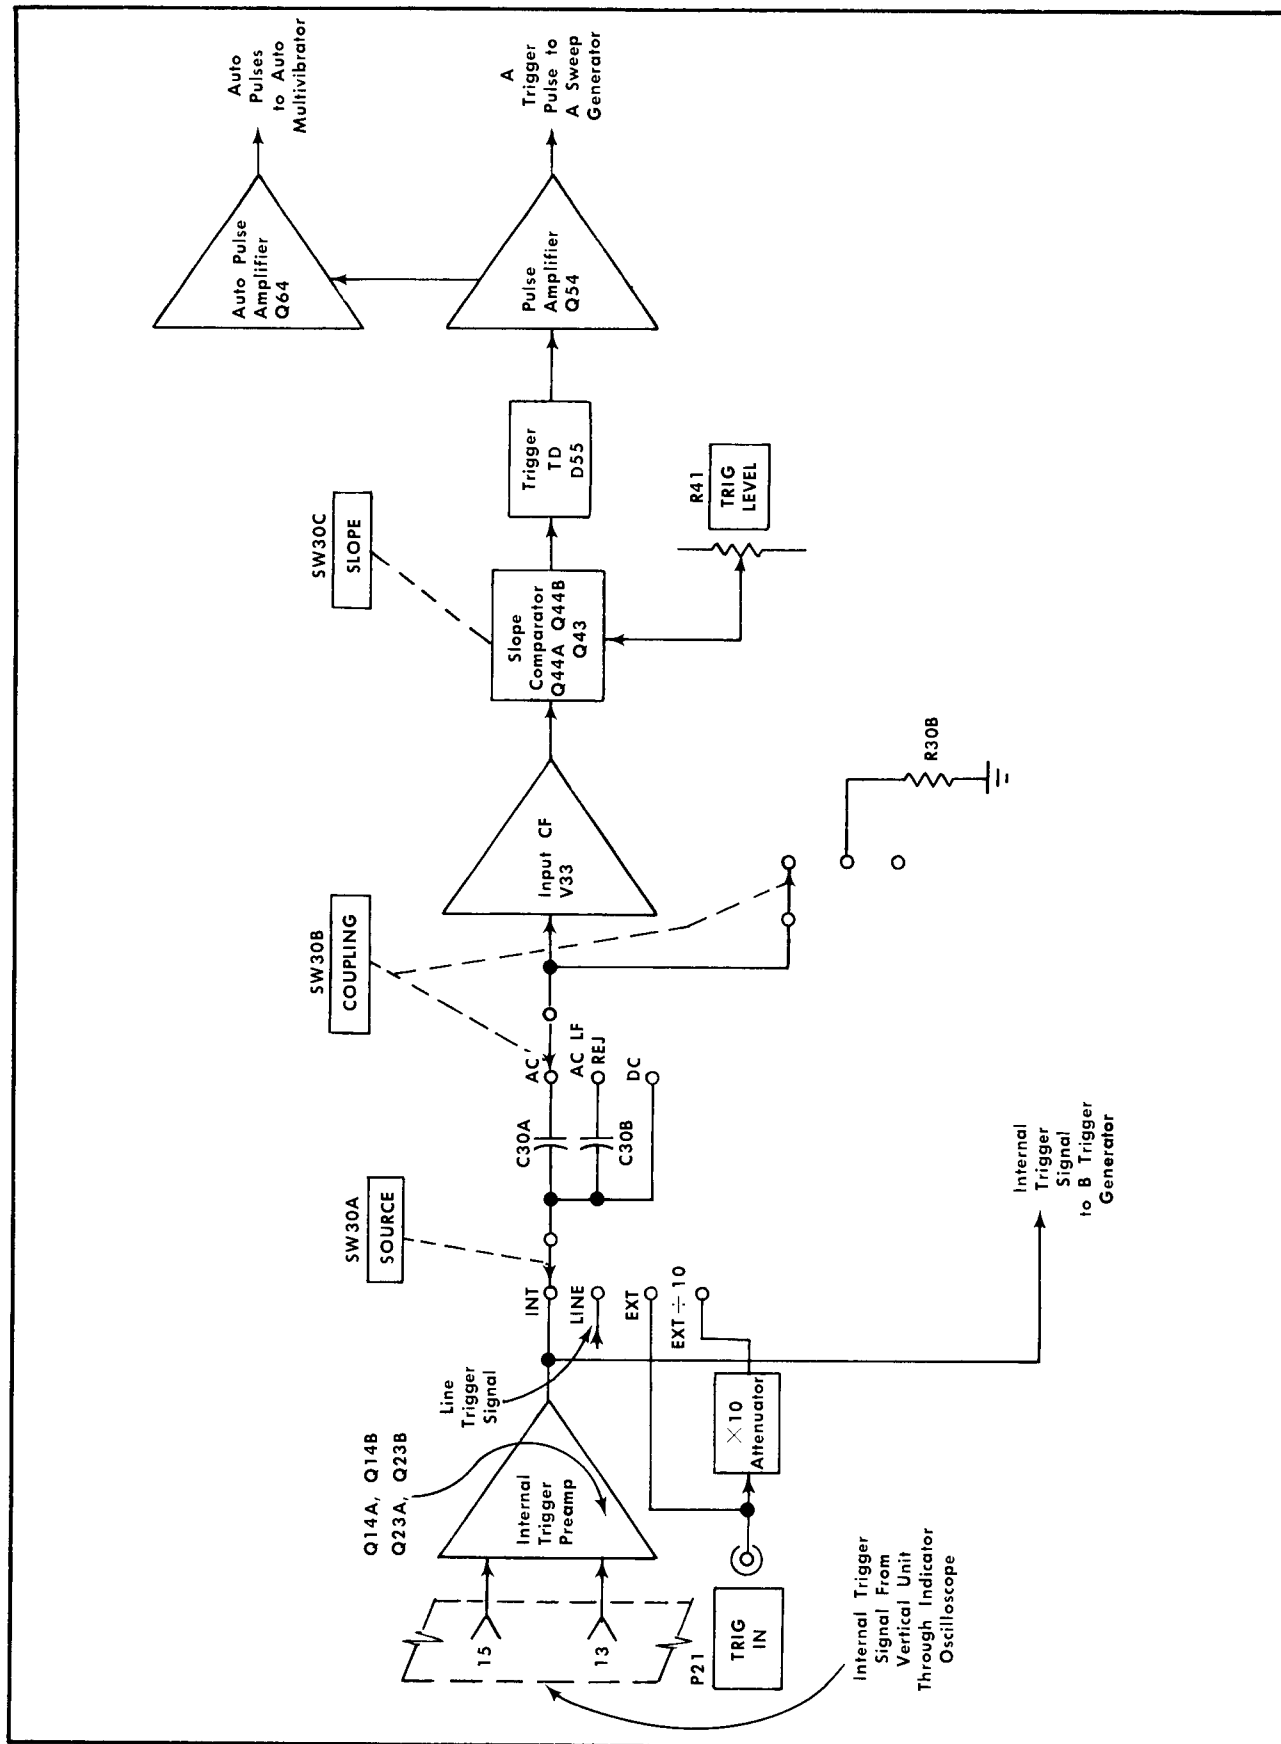 Internal Trigger
Signal From
Vertical Unit
Through Indicator
Oscilloscope
P21
15
13
TRIG
IN
Q14A, Q14B
Q23A, Q23B
Internal
Trigger
Preamp
×10
Attenuator
Line
Trigger
Signal
INT
LINE
EXT
EXT ÷ 10
SW30A
SOURCE
Internal
Trigger
Signal
to B Trigger
Generator
C30A
C30B
AC
AC LF
REJ
DC
SW30B
COUPLING
Input CF
V33
R30B
SW30C
SLOPE
Slope
Comparator
Q44A Q44B
Q43
R41
TRIG
LEVEL
Trigger
TD
D55
Pulse
Amplifier
Q54
Auto Pulse
Amplifier
Q64
Auto
Pulses
to Auto
Multivibrator
A
Trigger
Pulse to
A Sweep
Generator